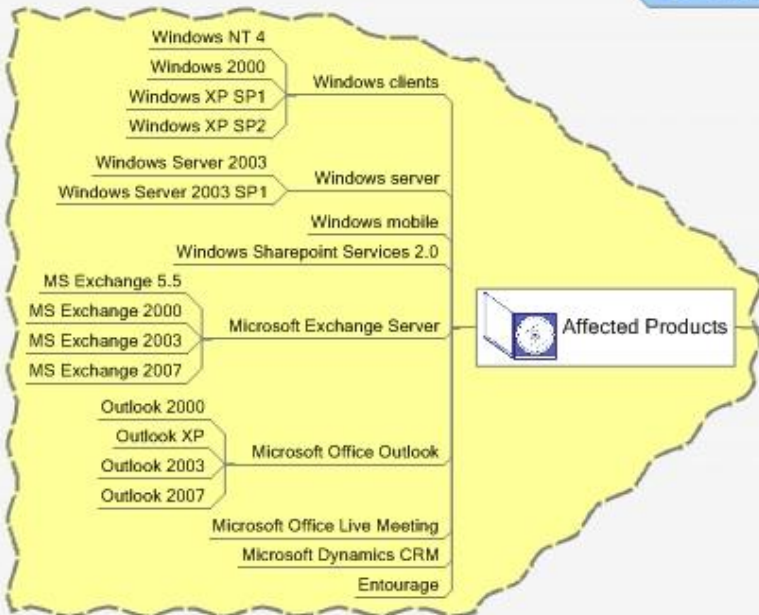 Windows NT 4
Windows 2000
Windows XP SP1
Windows XP SP2
Windows clients
Windows Server 2003
Windows Server 2003 SP1
Windows server
Windows mobile
Windows Sharepoint Services 2.0
MS Exchange 5.5
MS Exchange 2000
MS Exchange 2003
MS Exchange 2007
Microsoft Exchange Server
Affected Products
Outlook 2000
Outlook XP
Outlook 2003
Outlook 2007
Microsoft Office Outlook
Microsoft Office Live Meeting
Microsoft Dynamics CRM
Entourage